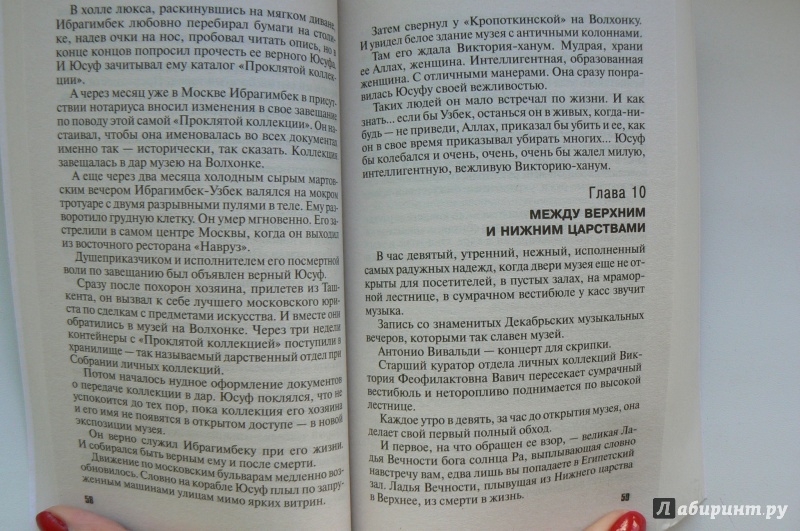 В холле люкса, раскинувшись на мягком диване,
Ибрагимбек любовно перебирал бумаги на столи-
ке, надев очки на нос, пробовал читать опись, но в
конце концов попросил прочесть ее верного Юсуфа.
И Юсуф зачитывал ему каталог «Проклятой коллек-
ции».
А через месяц уже в Москве Ибрагимбек в присут-
ствии нотариуса вносил изменения в свое завещание
по поводу этой самой «Проклятой коллекции». Он на-
стаивал, чтобы она именовалась во всех документах
именно так — исторически, так сказать. Коллекция
завещалась в дар музею на Волхонке.
А еще через два месяца холодным сырым мартов-
ским вечером Ибрагимбек-Узбек валялся на мокром
тротуаре с двумя разрывными пулями в теле. Ему раз-
воротило грудную клетку. Он умер мгновенно. Его за-
стрелили в самом центре Москвы, когда он выходил
из восточного ресторана «Навруз».
Душеприказчиком и исполнителем его посмертной
воли по завещанию был объявлен верный Юсуф.
Сразу после похорон хозяина, прилетев из Таш-
кента, он вызвал к себе лучшего московского юри-
ста по сделкам с предметами искусства. И вместе они
обратились в музей на Волхонке. Через три недели
контейнеры с «Проклятой коллекцией» поступили в
хранилище — так называемый дарственный отдел при
Собрании личных коллекций.
Потом началось нудное оформление документов
о передаче коллекции в дар. Юсуф поклялся, что не
успокоится до тех пор, пока коллекция его хозяина
и его имя не появятся в открытом доступе — в новой
экспозиции музея.
Он верно служил Ибрагимбеку при его жизни.
И собирался быть верным ему и после смерти.
Движение по московским бульварам медленно воз-
обновилось. Словно на корабле Юсуф плыл по запру-
женным машинами улицам мимо ярких витрин.
58
Затем свернул у «Кропоткинской» на Волхонку.
И увидел белое здание музея с античными колоннами.
Там его ждала Виктория-ханум. Мудрая, храни
ее Аллах, женщина. Интеллигентная, образованная
женщина. С отличными манерами. Она сразу понра-
вилась Юсуфу своей вежливостью.
Таких людей он мало встречал по жизни. И как
знать... если бы Узбек, останься он в живых, когда-ни-
будь — не приведи, Аллах, приказал бы убить и ее, как
он в свое время приказывал убирать многих... Юсуф
бы колебался и очень, очень, очень бы жалел милую,
интеллигентную, вежливую Викторию-ханум.
Глава 10
МЕЖДУ ВЕРХНИМ
И НИЖНИМ ЦАРСТВАМИ
В час девятый, утренний, нежный, исполненный
самых радужных надежд, когда двери музея еще не от-
крыты для посетителей, в пустых залах, на мрамор-
ной лестнице, в сумрачном вестибюле у касс звучит
музыка.
Запись со знаменитых Декабрьских музыкальных
вечеров, которыми так славен музей.
Антонио Вивальди — концерт для скрипки.
Старший куратор отдела личных коллекций Вик-
тория Феофилактовна Вавич пересекает сумрачный
вестибюль и неторопливо поднимается по высокой
лестнице.
Каждое утро в девять, за час до открытия музея, она
делает свой первый полный обход.
И первое, на что обращен ее взор, — великая Ла-
дья Вечности бога солнца Ра, выплывающая словно
навстречу вам, едва лишь вы попадаете в Египетский
зал. Ладья Вечности, плывущая из Нижнего царства
в Верхнее, из смерти в жизнь.
59
Лабиринт.ру